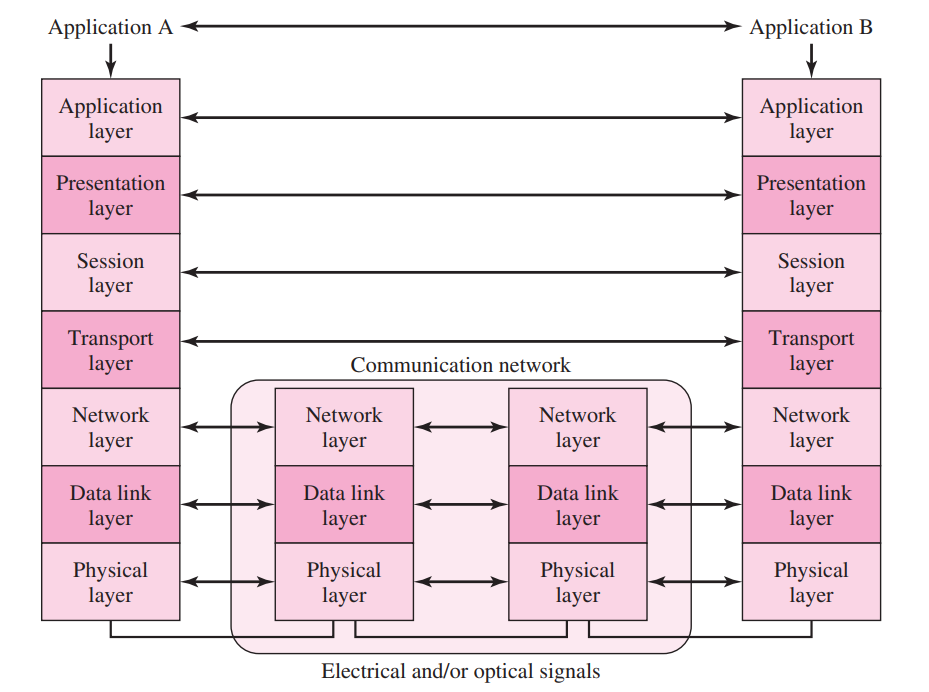 Application A
Application B
Application
layer
Presentation
layer
Session
layer
Transport
layer
Network
layer
Data link
layer
Physical
layer
Communication network
Network
layer
Data link
layer
Physical
layer
Network
layer
Data link
layer
Physical
layer
Application
layer
Presentation
layer
Session
layer
Transport
layer
Network
layer
Data link
layer
Physical
layer
Electrical and/or optical signals